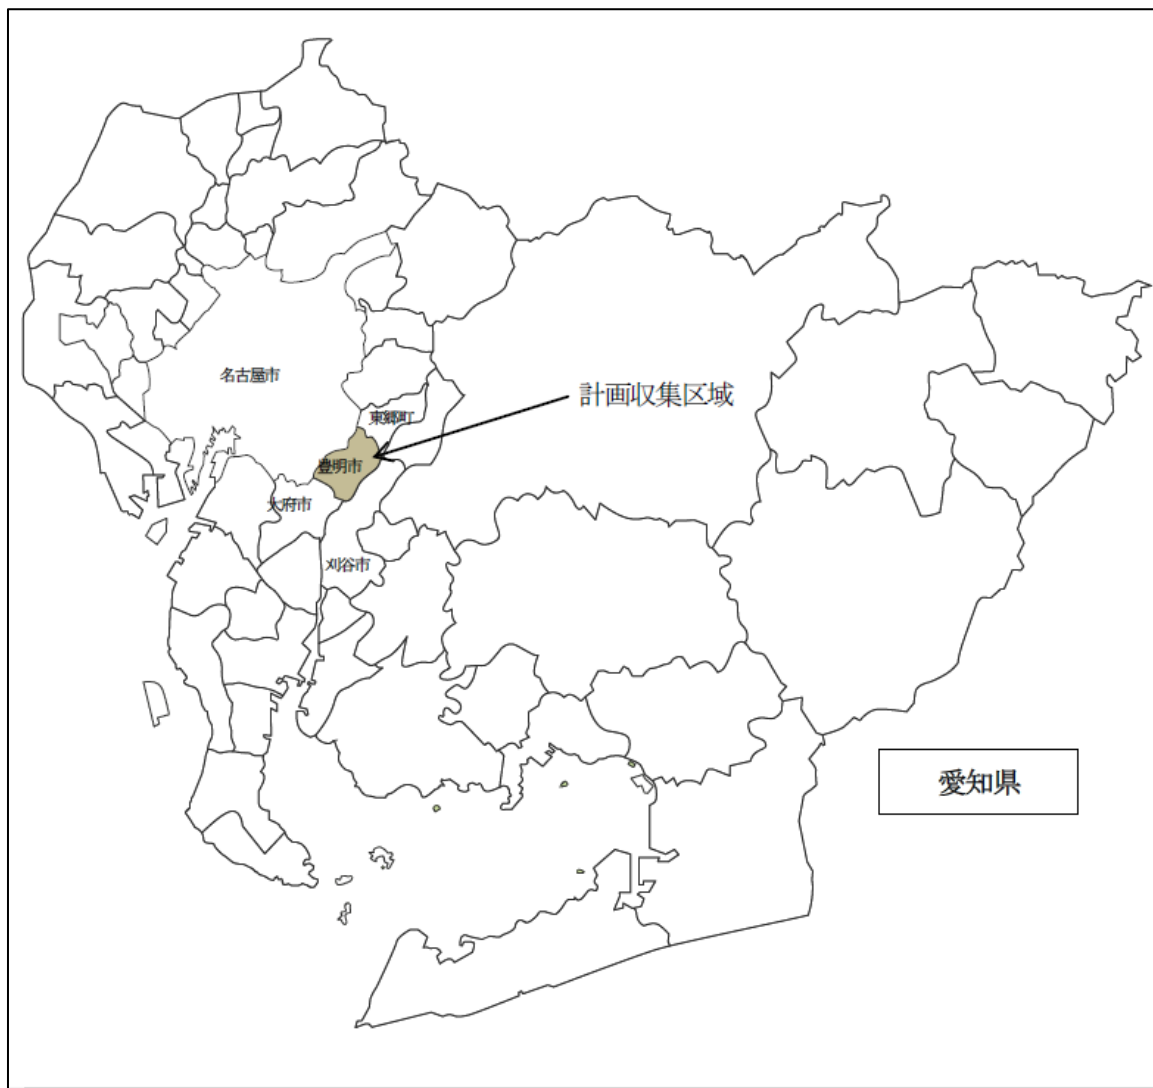 名古屋市
計画収集区域
東郷町
豊明市
大府市
刈谷市
愛知県